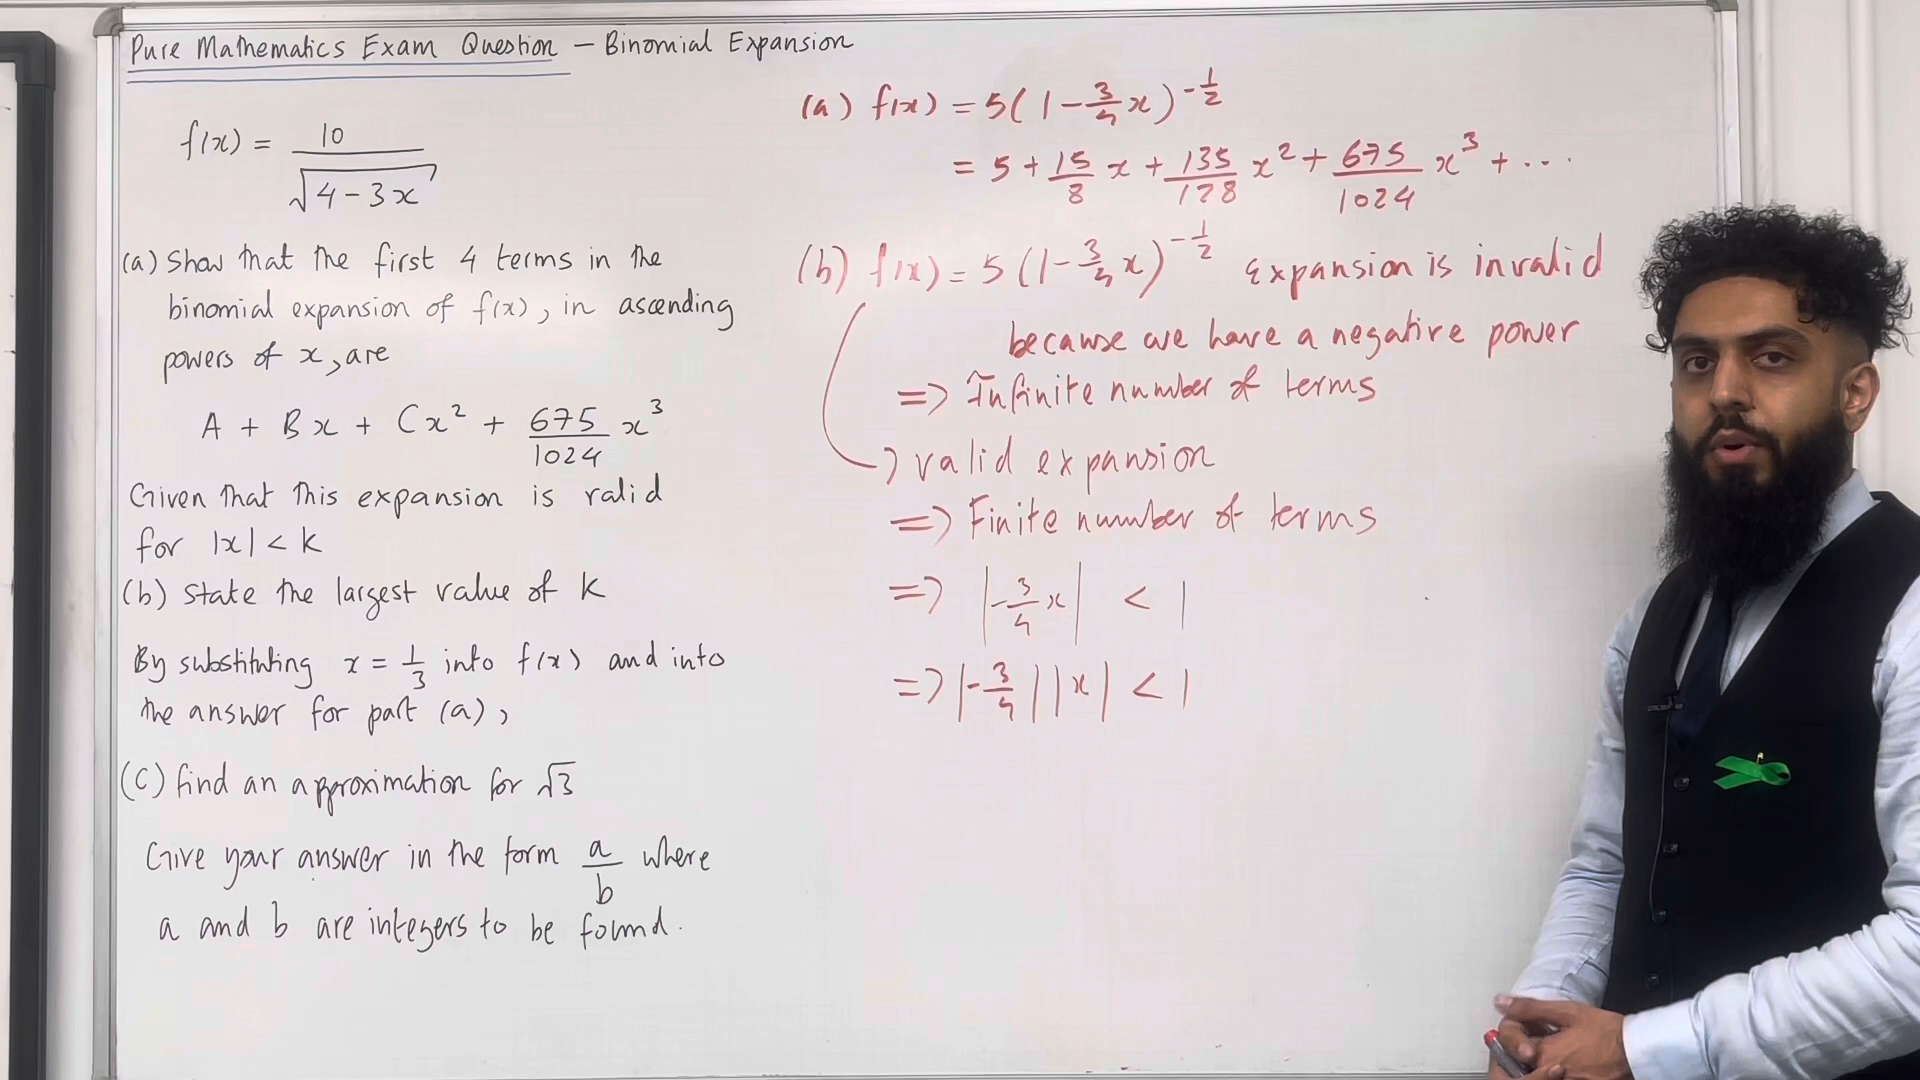 Pure Mathematics Exam Question – Binomial Expansion
f(x) = 10 / √(4 - 3x)
(a) Show that the first 4 terms in the
binomial expansion of f(x), in ascending
powers of x, are
A + Bx + Cx² + 675/1024 x³
Given that this expansion is valid
for |x| < k
(b) State the largest value of k
By substituting x = 1/3 into f(x) and into
the answer for part (a),
(c) find an approximation for √3
Give your answer in the form a/b where
a and b are integers to be found.
(a) f(x) = 5(1 - 3/4 x)^(-1/2)
= 5 + 15/8 x + 135/128 x² + 675/1024 x³ + ...
(b) f(x) = 5(1 - 3/4 x)^(-1/2) Expansion is invalid
because we have a negative power
=> Infinite number of terms
valid expansion
=> Finite number of terms
=> |-3/4 x| < 1
=> |-3/4| |x| < 1